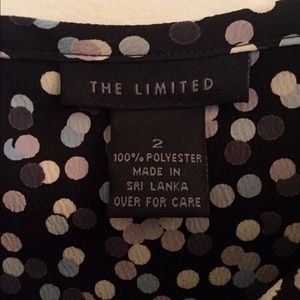 THE LIMITED
2
100% POLYESTER
MADE IN
SRI LANKA
OVER FOR CARE